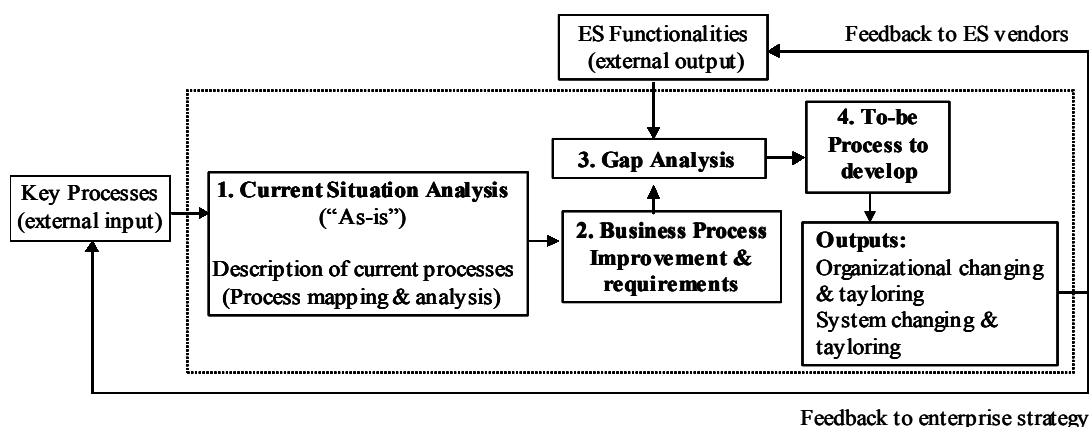 ES Functionalities
(external output)
Feedback to ES vendors
4. To-be
Process to
develop
3. Gap Analysis
Key Processes
(external input)
1. Current Situation Analysis
(“As-is”)
Description of current processes
(Process mapping & analysis)
2. Business Process
Improvement &
requirements
Outputs:
Organizational changing
& tayloring
System changing &
tayloring
Feedback to enterprise strategy